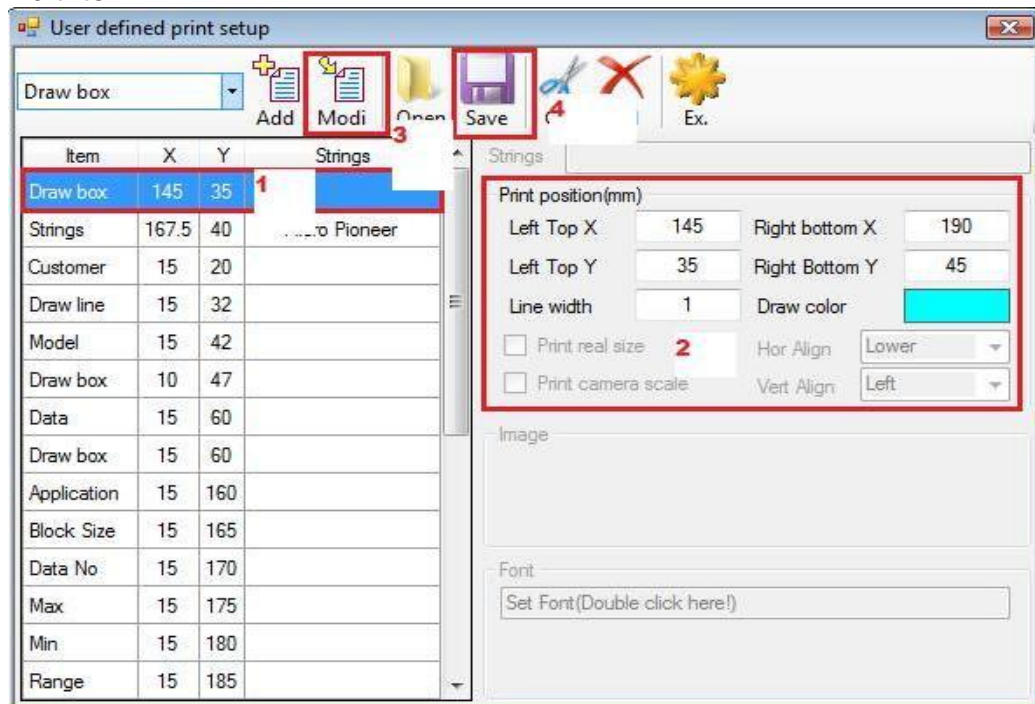 User defined print setup
Draw box
Add Modi Open Save Ex.
3 4
Item X Y Strings
Draw box 145 35 1
Strings 167.5 40 Pioneer
Customer 15 20
Draw line 15 32
Model 15 42
Draw box 10 47
Data 15 60
Draw box 15 60
Application 15 160
Block Size 15 165
Data No 15 170
Max 15 175
Min 15 180
Range 15 185
Strings
Print position(mm)
Left Top X 145 Right bottom X 190
Left Top Y 35 Right Bottom Y 45
Line width 1 Draw color
Print real size 2 Hor Align Lower
Print camera scale Vert Align Left
Image
Font
Set Font(Double click here!)